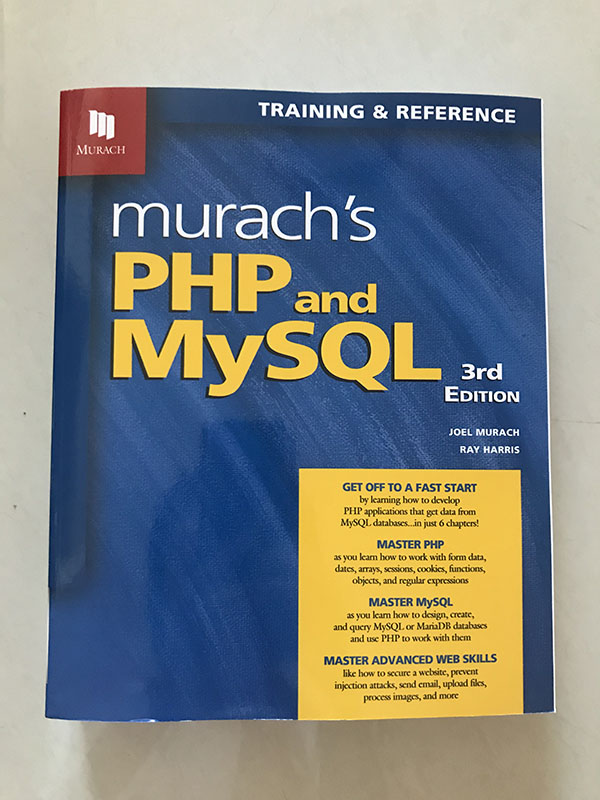 TRAINING & REFERENCE
MURACH
murach's
PHP and
MySQL
3rd
EDITION
JOEL MURACH
RAY HARRIS
GET OFF TO A FAST START
by learning how to develop
PHP applications that get data from
MySQL databases...in just 6 chapters!
MASTER PHP
as you learn how to work with form data,
dates, arrays, sessions, cookies, functions,
objects, and regular expressions
MASTER MySQL
as you learn how to design, create,
and query MySQL or MariaDB databases
and use PHP to work with them
MASTER ADVANCED WEB SKILLS
like how to secure a website, prevent
injection attacks, send email, upload files,
process images, and more